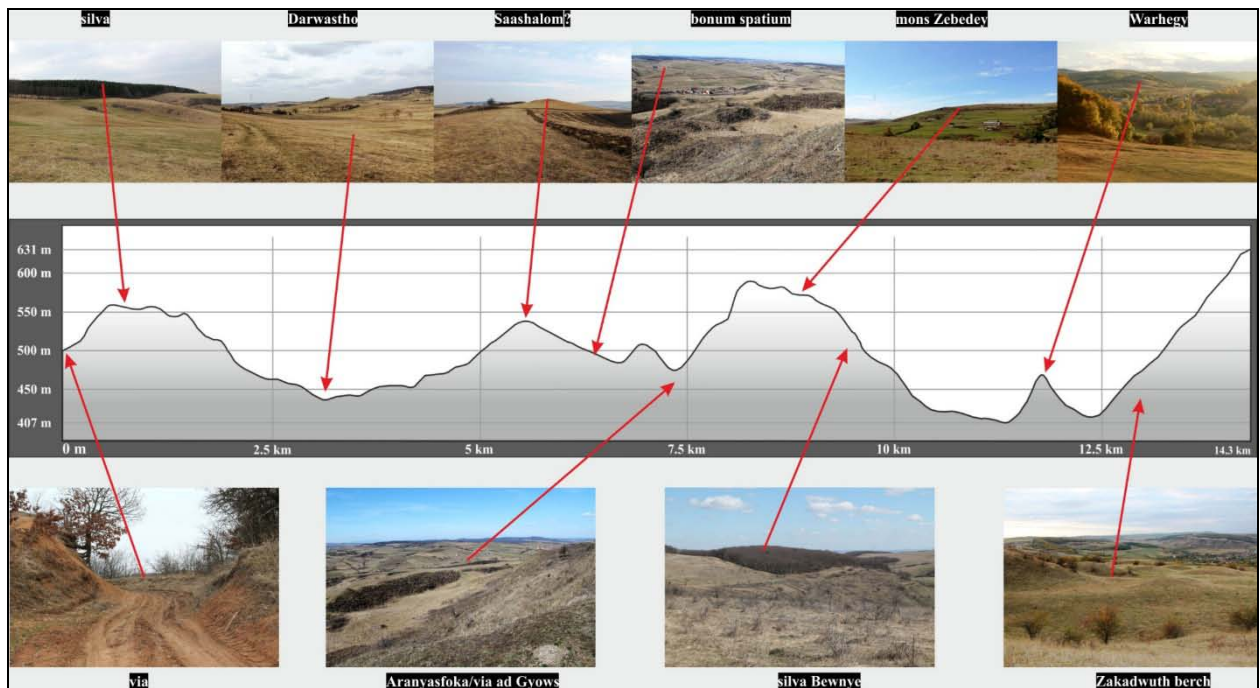 silva Darwastho Saashalom? bonum spatium mons Zebedey Warhegy
631 m
600 m
550 m
500 m
450 m
407 m
0 m 2.5 km 5 km 7.5 km 10 km 12.5 km 14.3 km
via Aranyasfoka/via ad Gyows silva Bewnye Zakadwuth berch